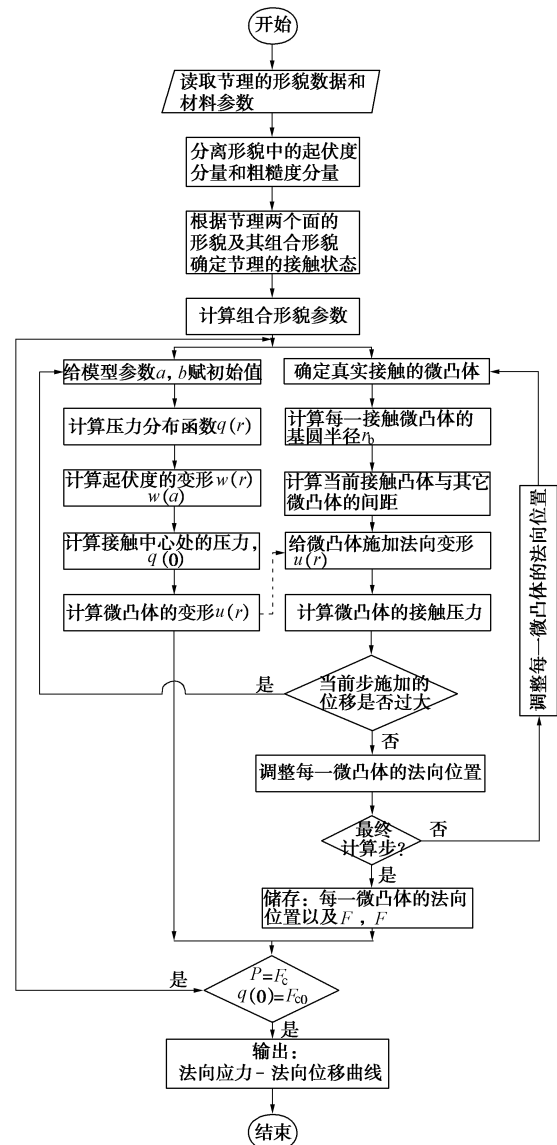 开始
读取节理的形貌数据和
材料参数
分离形貌中的起伏度
分量和粗糙度分量
根据节理两个面的
形貌及其组合形貌
确定节理的接触状态
计算组合形貌参数
给模型参数a, b赋初始值
计算压力分布函数q(r)
计算起伏度的变形w(r)
w(a)
计算接触中心处的压力,
q(0)
计算微凸体的变形u(r)
确定真实接触的微凸体
计算每一接触微凸体的
基圆半径r₀
计算当前接触凸体与其它
微凸体的间距
给微凸体施加法向变形
u(r)
计算微凸体的接触压力
是
当前步施加的
位移是否过大
否
调整每一微凸体的法向位置
调整每一微凸体的法向位置
最终
计算步?
否
是
储存: 每一微凸体的法向
位置以及F , F
是
P=Fc
q(0)=Fc0
是
输出:
法向应力-法向位移曲线
结束